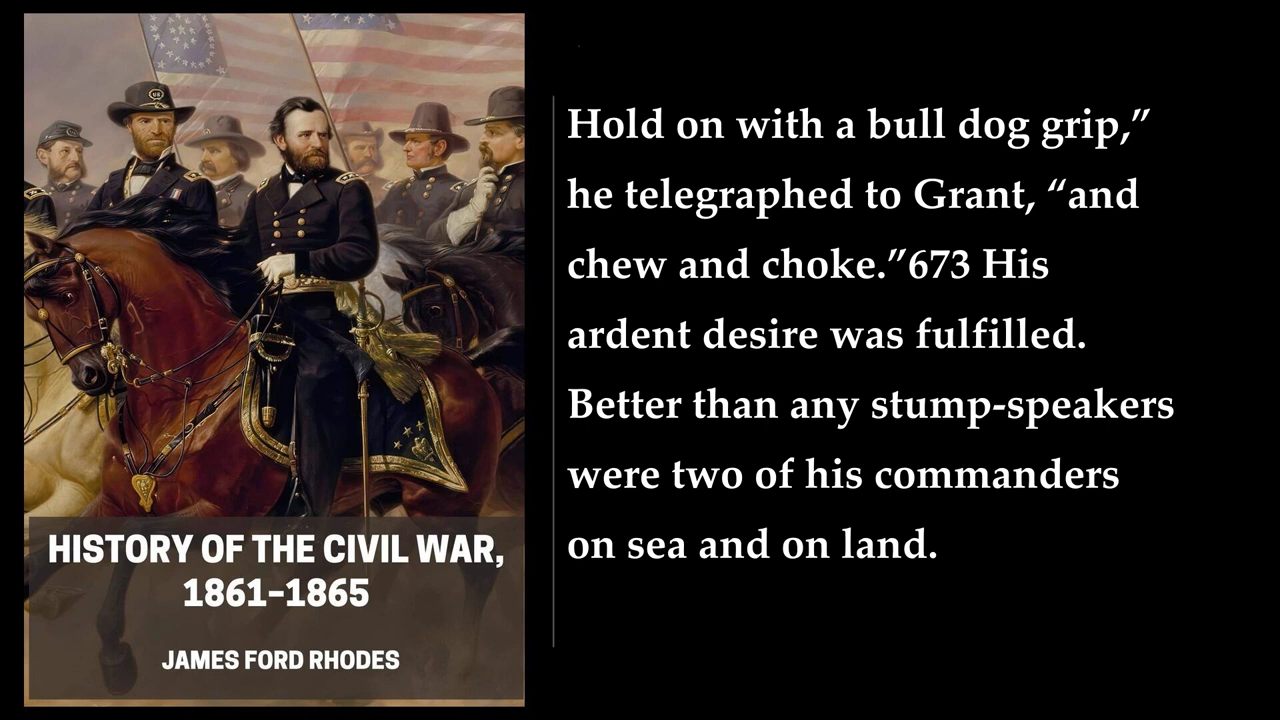 HISTORY OF THE CIVIL WAR,
1861–1865
JAMES FORD RHODES
Hold on with a bull dog grip,”
he telegraphed to Grant, “and
chew and choke.”673 His
ardent desire was fulfilled.
Better than any stump-speakers
were two of his commanders
on sea and on land.